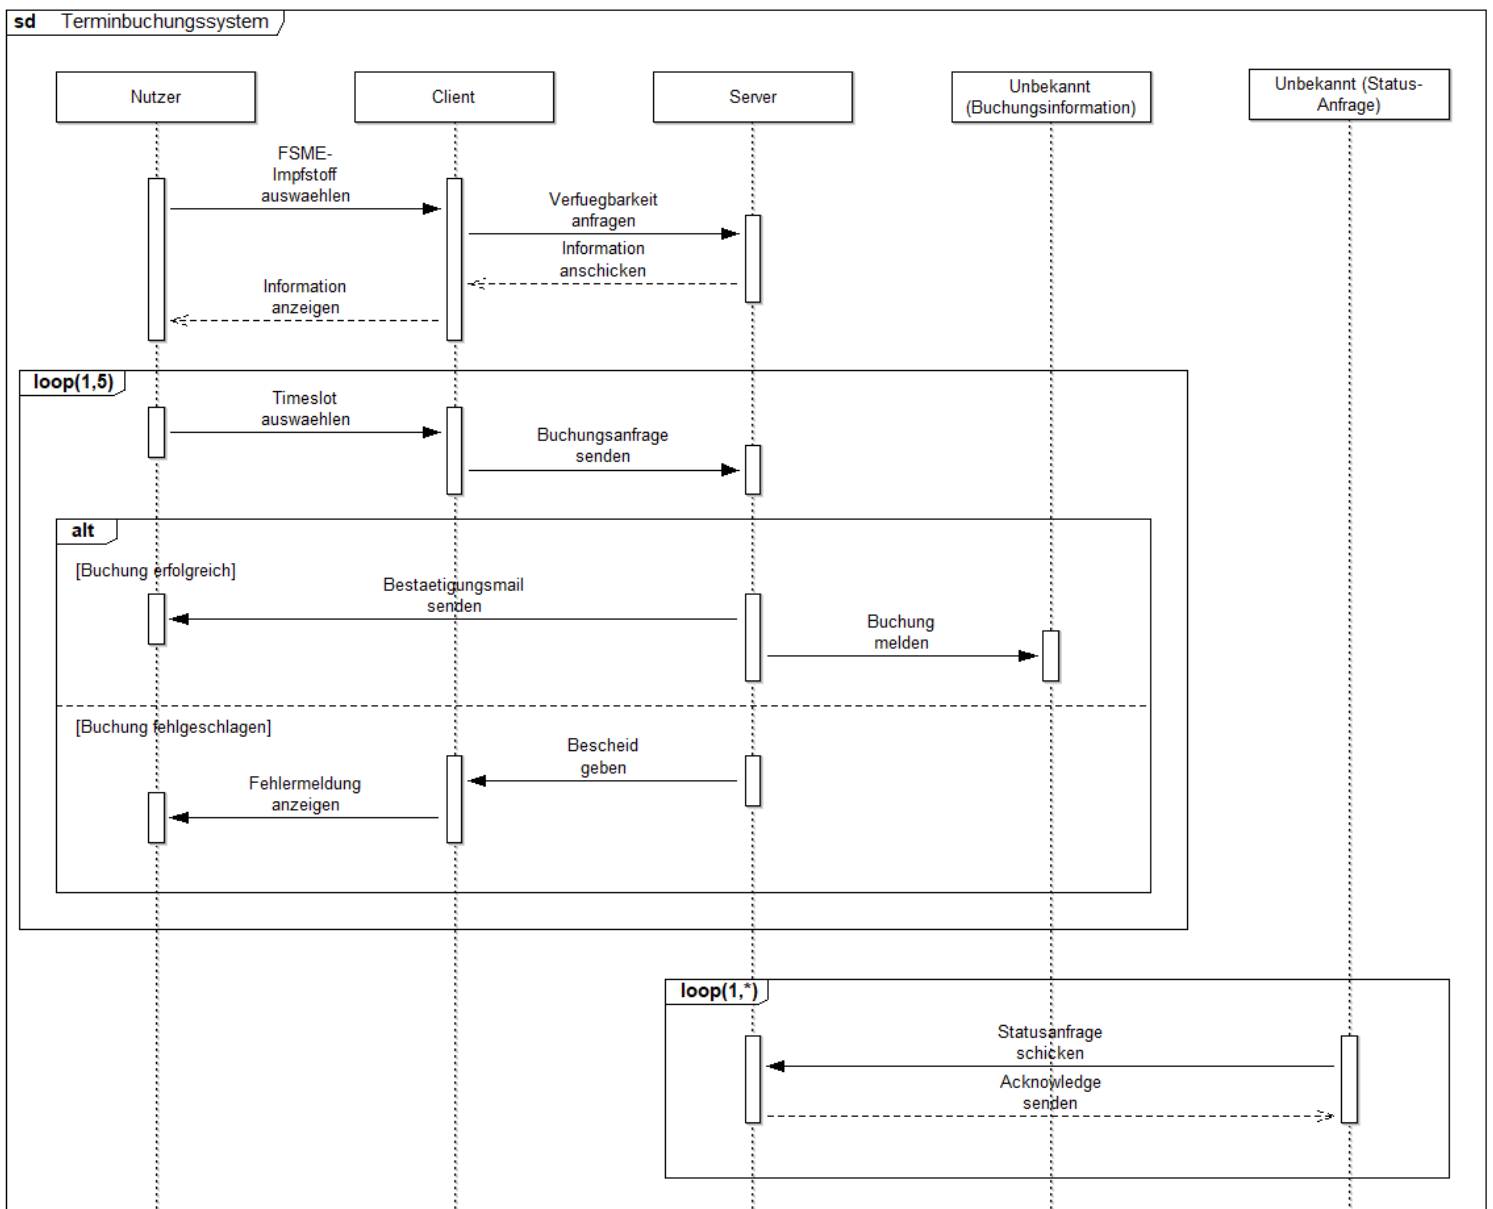 sd Terminbuchungssystem
Nutzer
Client
Server
Unbekannt
(Buchungsinformation)
Unbekannt (Status-
Anfrage)
FSME-
Impfstoff
auswaehlen
Verfuegbarkeit
anfragen
Information
anschicken
Information
anzeigen
loop(1,5)
Timeslot
auswaehlen
Buchungsanfrage
senden
alt
[Buchung erfolgreich]
Bestaetigungsmail
senden
Buchung
melden
[Buchung fehlgeschlagen]
Bescheid
geben
Fehlermeldung
anzeigen
loop(1,*)
Statusanfrage
schicken
Acknowledge
senden